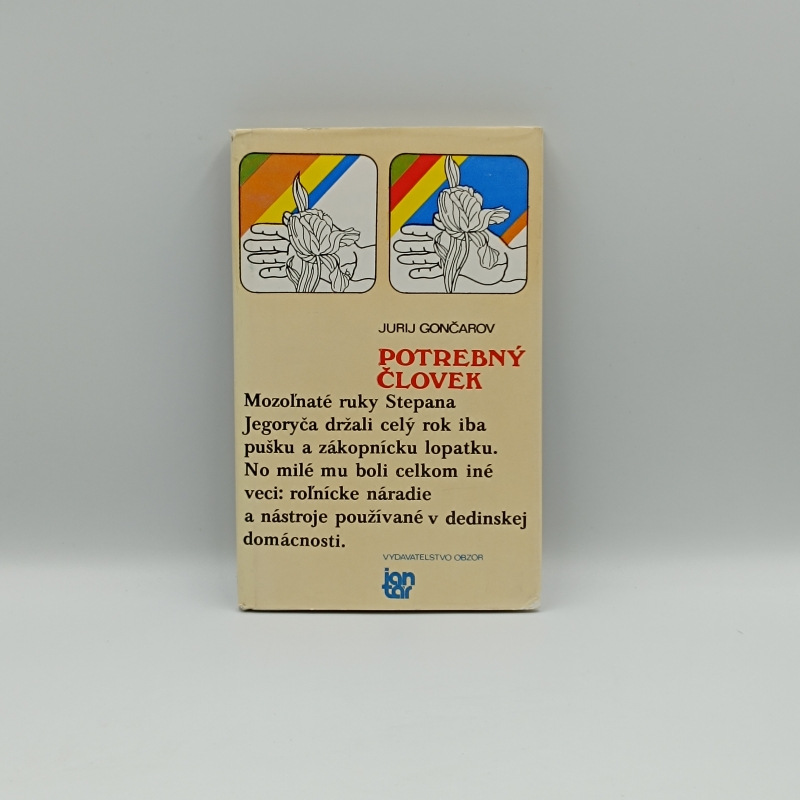 JURIJ GONČAROV
POTREBNÝ
ČLOVEK
Mozoľnaté ruky Stepana
Jegoryča držali celý rok iba
pušku a zákopnícku lopatku.
No milé mu boli celkom iné
veci: roľnícke náradie
a nástroje používané v dedinskej
domácnosti.
VYDAVATEĽSTVO OBZOR
jan
tar